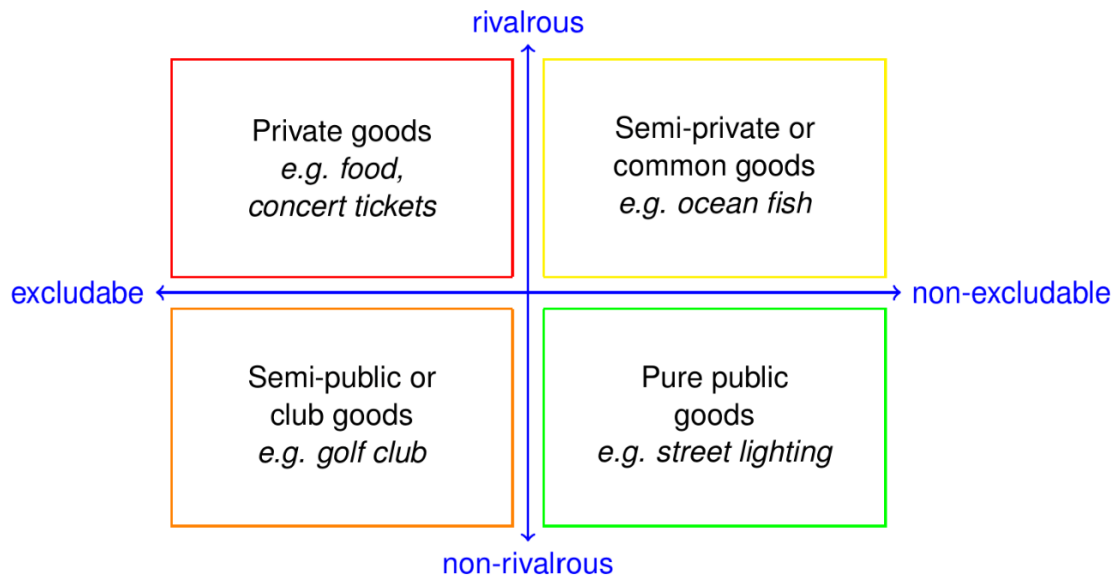 rivalrous
Private goods
e.g. food,
concert tickets
Semi-private or
common goods
e.g. ocean fish
excludabe
non-excludable
Semi-public or
club goods
e.g. golf club
Pure public
goods
e.g. street lighting
non-rivalrous